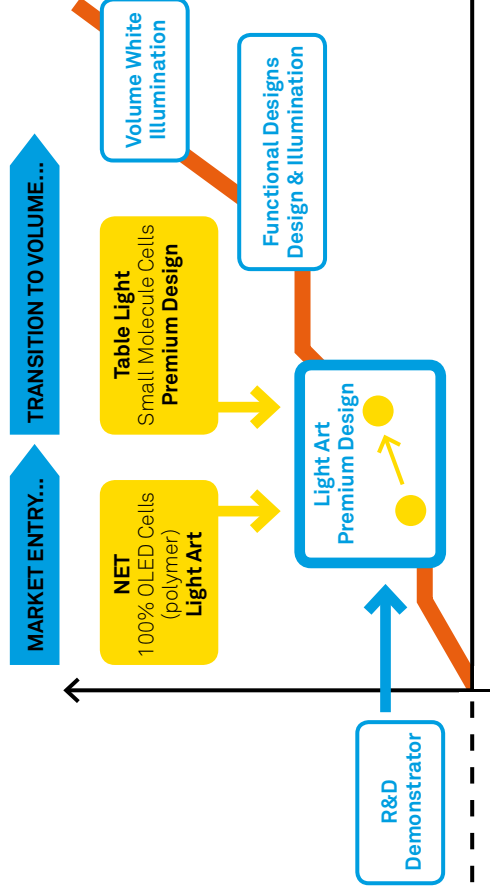 MARKET ENTRY...
TRANSITION TO VOLUME...
NET
100% OLED Cells
(polymer)
Light Art
Table Light
Small Molecule Cells
Premium Design
Volume White
Illumination
Functional Designs
Design & Illumination
Light Art
Premium Design
R&D
Demonstrator